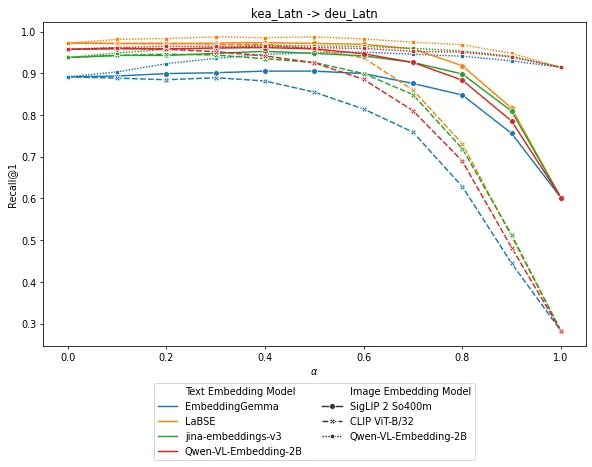 kea_Latn -> deu_Latn
1.0
0.9
0.8
0.7
0.6
0.5
0.4
0.3
Recall@1
0.0 0.2 0.4 0.6 0.8 1.0
α
Text Embedding Model
EmbeddingGemma
LaBSE
jina-embeddings-v3
Qwen-VL-Embedding-2B
Image Embedding Model
SigLIP 2 So400m
CLIP ViT-B/32
Qwen-VL-Embedding-2B